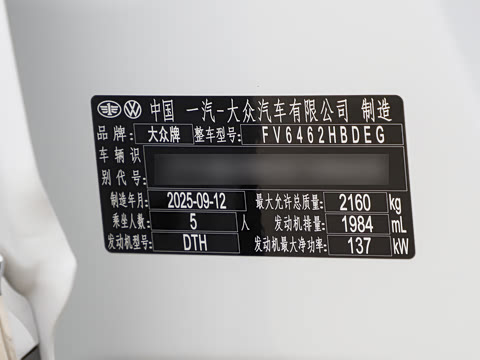 中国 一汽-大众汽车有限公司 制造
品牌: 大众牌 整车型号: FV6462HBDEG
车辆识
别代号:
制造年月: 2025-09-12 最大允许总质量: 2160 kg
乘坐人数: 5 人 发动机排量: 1984 mL
发动机型号: DTH 发动机最大净功率: 137 kW